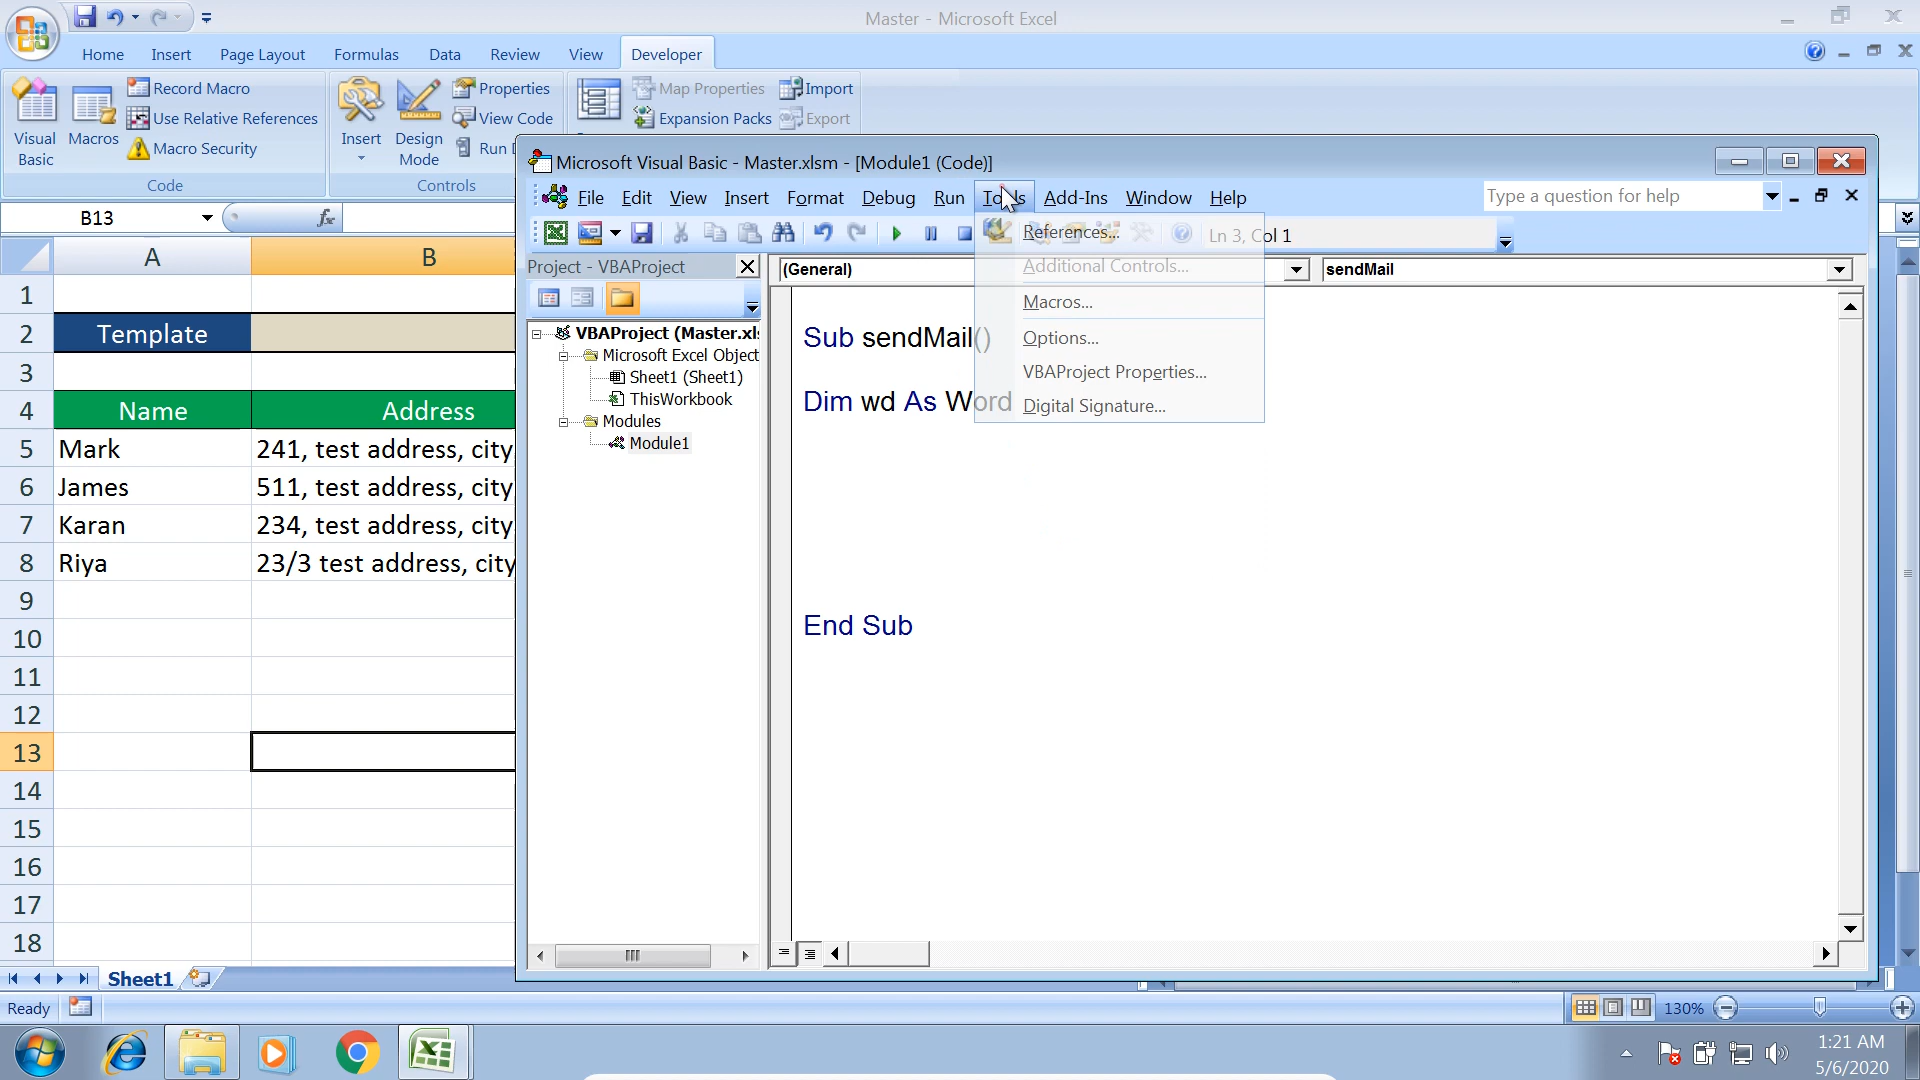 Master - Microsoft Excel
Home Insert Page Layout Formulas Data Review View Developer
Record Macro Properties Map Properties Import
Use Relative References View Code Expansion Packs Export
Macro Security Run
Visual Basic Macros Insert Design Mode
Code Controls
Microsoft Visual Basic - Master.xlsm - [Module1 (Code)]
File Edit View Insert Format Debug Run Tools Add-Ins Window Help
Type a question for help
B13 fx
Ln 3, Col 1
References...
Additional Controls...
Macros...
Options...
VBAProject Properties...
Digital Signature...
Project - VBAProject
(General) sendMail
VBAProject (Master.xl
Microsoft Excel Object
Sheet1 (Sheet1)
ThisWorkbook
Modules
Module1
Sub sendMail()
Dim wd As Word
End Sub
A B
1
2 Template
3
4 Name Address
5 Mark 241, test address, city
6 James 511, test address, city
7 Karan 234, test address, city
8 Riya 23/3 test address, city
9
10
11
12
13
14
15
16
17
18
Sheet1
Ready 130%
1:21 AM
5/6/2020